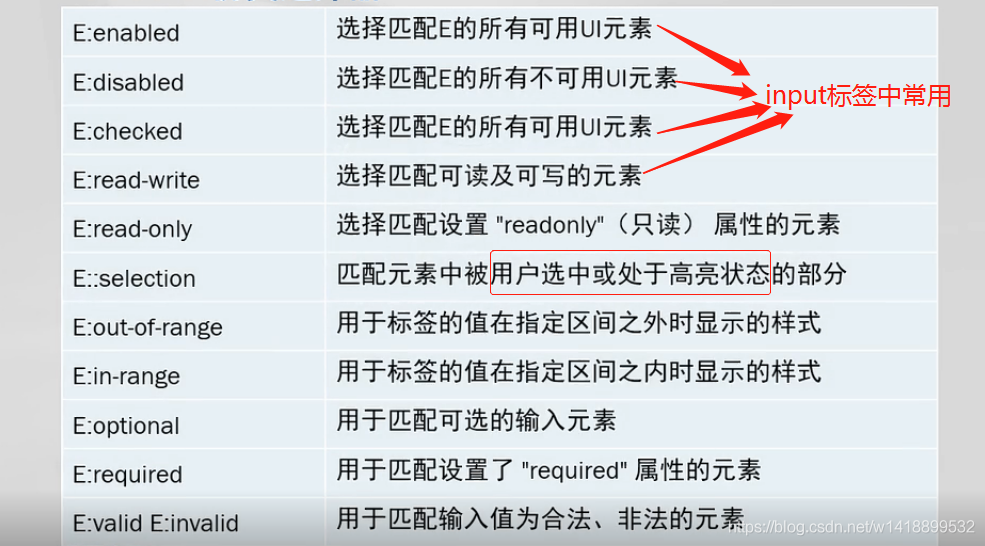 E:enabled 选择匹配E的所有可用UI元素
E:disabled 选择匹配E的所有不可用UI元素
input标签中常用
E:checked 选择匹配E的所有可用UI元素
E:read-write 选择匹配可读及可写的元素
E:read-only 选择匹配设置 "readonly"（只读） 属性的元素
E::selection 匹配元素中被用户选中或处于高亮状态的部分
E:out-of-range 用于标签的值在指定区间之外时显示的样式
E:in-range 用于标签的值在指定区间之内时显示的样式
E:optional 用于匹配可选的输入元素
E:required 用于匹配设置了 "required" 属性的元素
E:valid E:invalid 用于匹配输入值为合法、非法的元素
https://blog.csdn.net/w1418899532